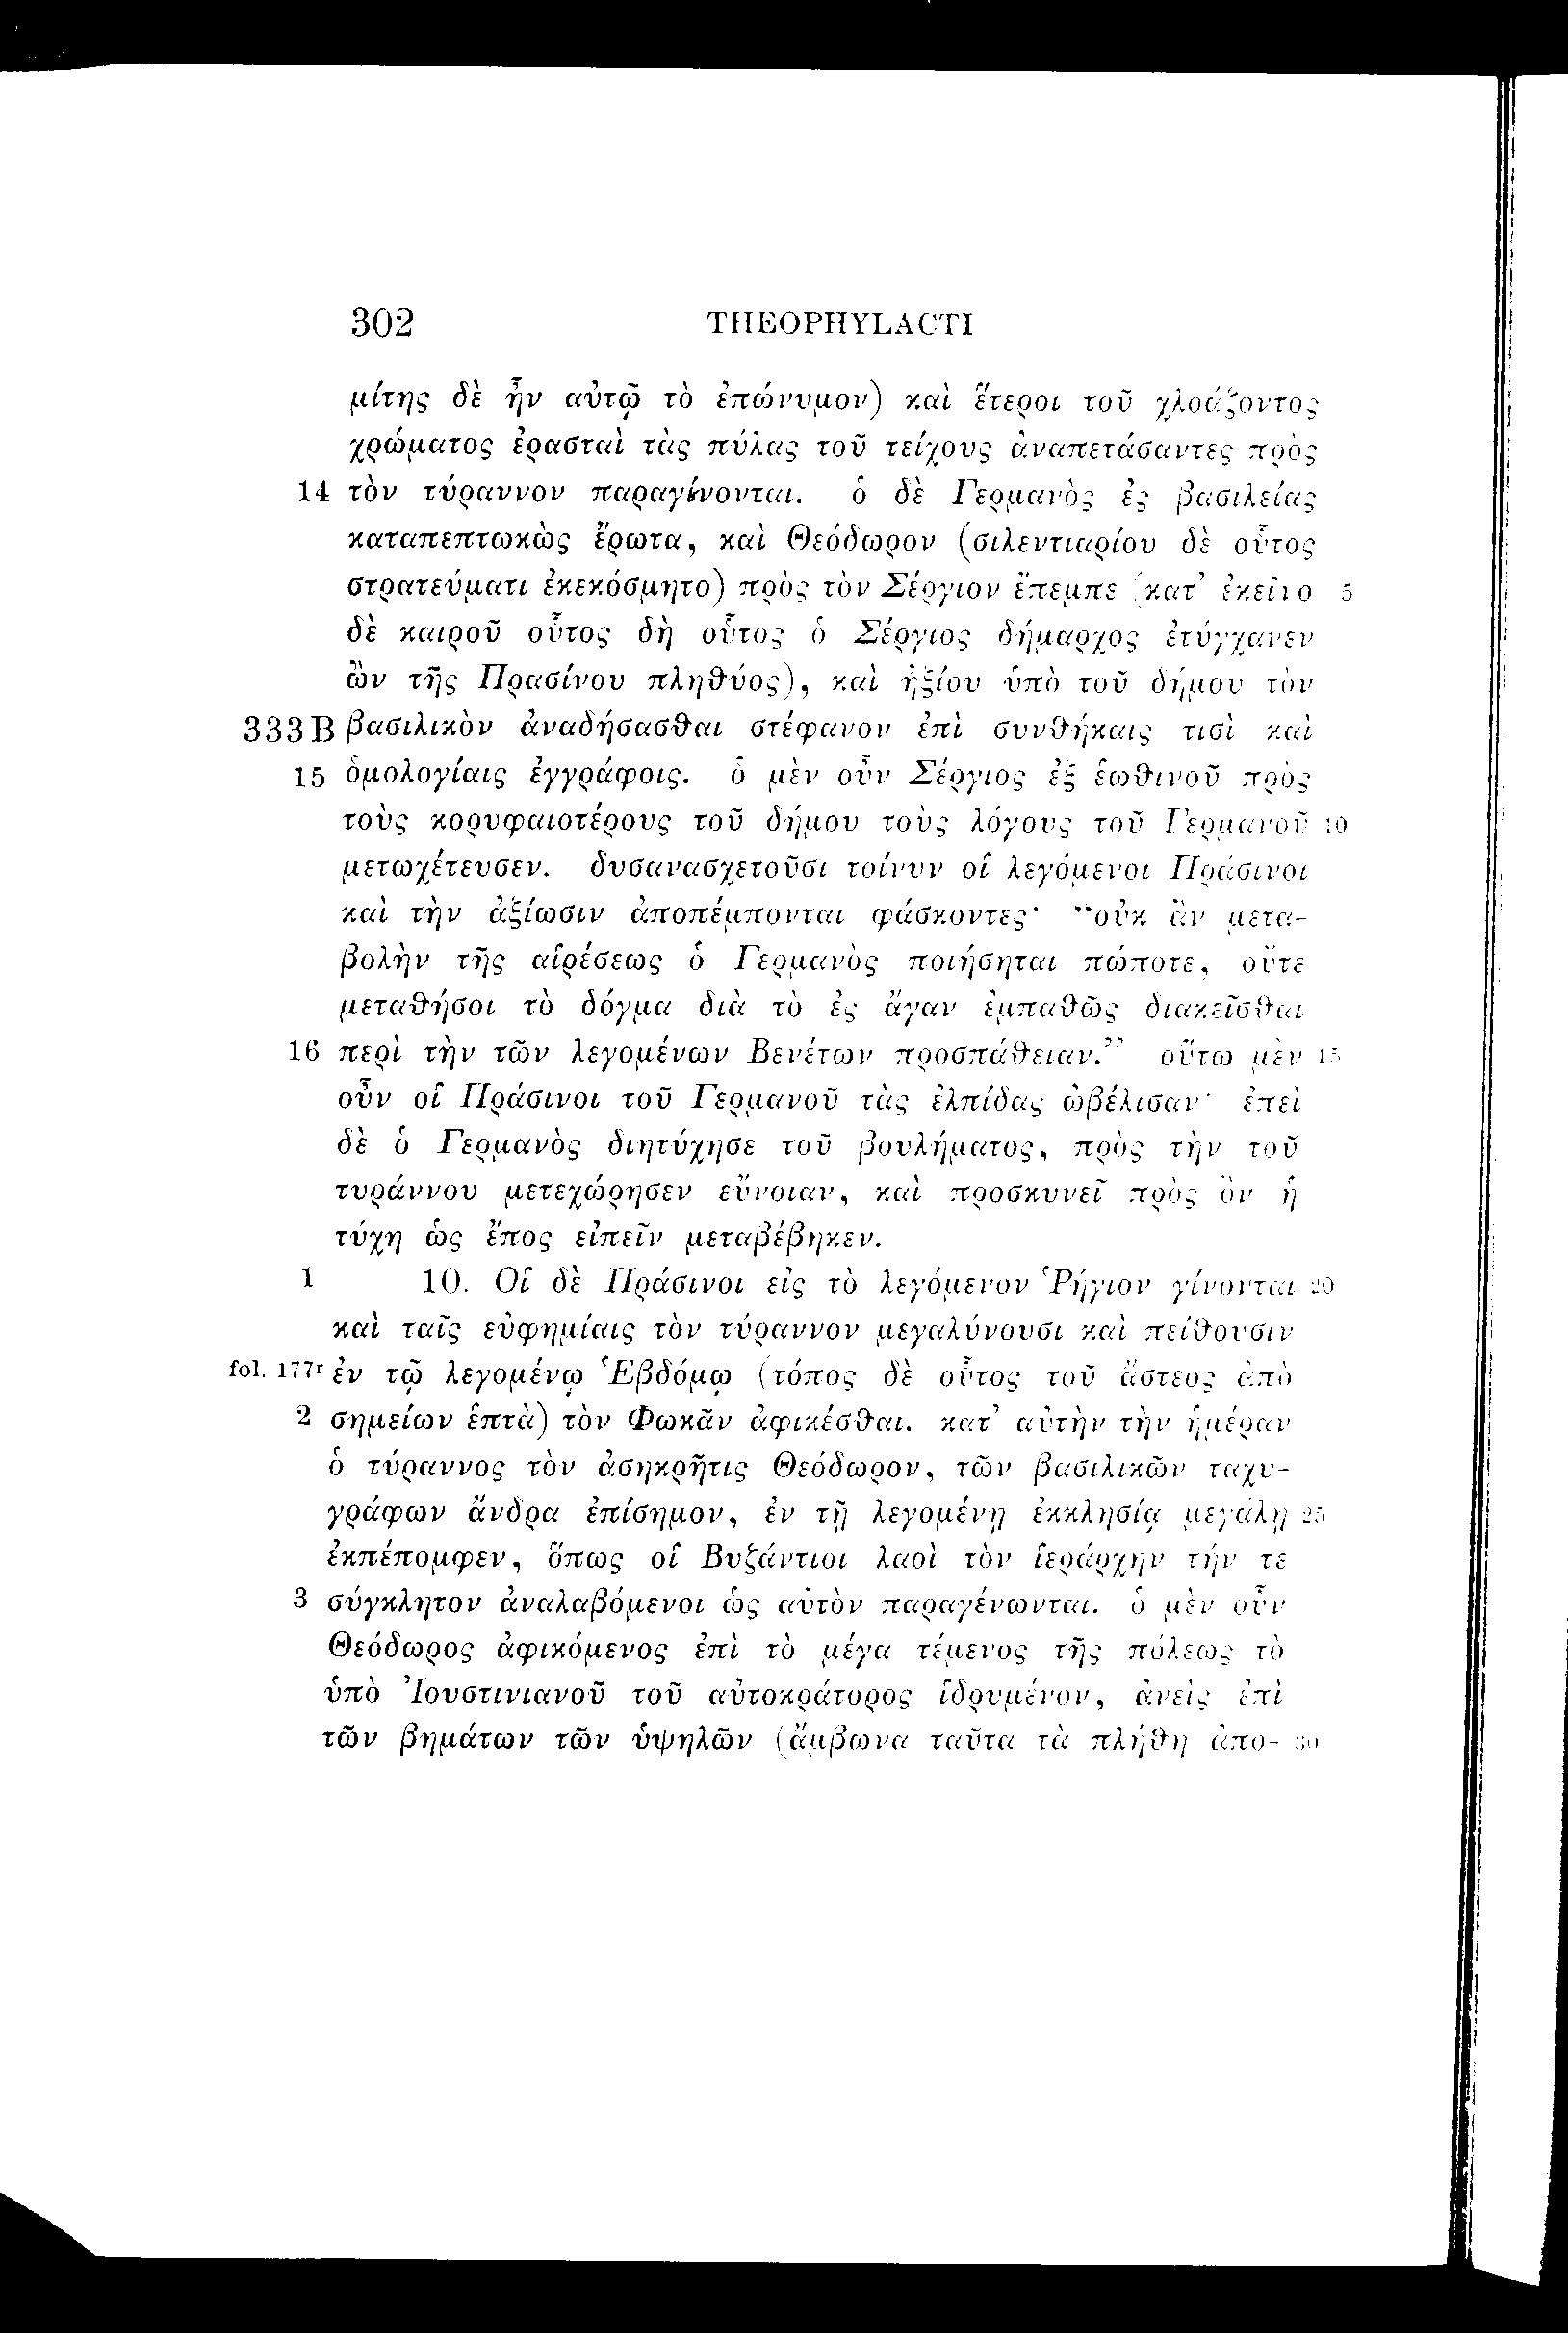 302 THEOPHYLACTI
μίτης δὲ ἦν αὐτῷ τὸ ἐπώνυμον) καὶ ἕτεροι τοῦ χλοάζοντος
χρώματος ἐρασταὶ τὰς πύλας τοῦ τείχους ἀναπετάσαντες πρὸς
14 τὸν τύραννον παραγίνονται. ὁ δὲ Γερμανὸς ἐς βασιλείας
καταπεπτωκὼς ἔρωτα, καὶ Θεόδωρον (σιλεντιαρίου δὲ οὗτος
στρατεύματι ἐκεκόσμητο) πρὸς τὸν Σέργιον ἔπεμπε (κατ' ἐκεῖνο 5
δὲ καιροῦ οὗτος δὴ οὗτος ὁ Σέργιος δήμαρχος ἐτύγχανεν
ὢν τῆς Πρασίνου πληθύος), καὶ ἠξίου ὑπὸ τοῦ δήμου τὸν
333B βασιλικὸν ἀναδήσασθαι στέφανον ἐπὶ συνθήκαις τισὶ καὶ
15 ὁμολογίαις ἐγγράφοις. ὁ μὲν οὖν Σέργιος ἐξ ἑωθινοῦ πρὸς
τοὺς κορυφαιοτέρους τοῦ δήμου τοὺς λόγους τοῦ Γερμανοῦ 10
μετωχέτευσεν. δυσανασχετοῦσι τοίνυν οἱ λεγόμενοι Πράσινοι
καὶ τὴν ἀξίωσιν ἀποπέμπονται φάσκοντες· "οὐκ ἂν μετα-
βολὴν τῆς αἱρέσεως ὁ Γερμανὸς ποιήσηται πώποτε, οὔτε
μεταθήσοι τὸ δόγμα διὰ τὸ ἐς ἄγαν ἐμπαθῶς διακεῖσθαι
16 περὶ τὴν τῶν λεγομένων Βενέτων προσπάθειαν." οὕτω μὲν 15
οὖν οἱ Πράσινοι τοῦ Γερμανοῦ τὰς ἐλπίδας ὠβέλισαν· ἐπεὶ
δὲ ὁ Γερμανὸς διητύχησε τοῦ βουλήματος, πρὸς τὴν τοῦ
τυράννου μετεχώρησεν εὔνοιαν, καὶ προσκυνεῖ πρὸς ὃν ἡ
τύχη ὡς ἔπος εἰπεῖν μεταβέβηκεν.
1 10. Οἱ δὲ Πράσινοι εἰς τὸ λεγόμενον Ῥήγιον γίνονται 20
καὶ ταῖς εὐφημίαις τὸν τύραννον μεγαλύνουσι καὶ πείθουσιν
fol. 177r ἐν τῷ λεγομένῳ Ἑβδόμῳ (τόπος δὲ οὗτος τοῦ ἄστεος ἀπὸ
2 σημείων ἑπτὰ) τὸν Φωκᾶν ἀφικέσθαι. κατ' αὐτὴν τὴν ἡμέραν
ὁ τύραννος τὸν ἀσηκρῆτις Θεόδωρον, τῶν βασιλικῶν ταχυ-
γράφων ἄνδρα ἐπίσημον, ἐν τῇ λεγομένῃ ἐκκλησίᾳ μεγάλῃ 25
ἐκπέπομφεν, ὅπως οἱ Βυζάντιοι λαοὶ τὸν ἱεράρχην τήν τε
3 σύγκλητον ἀναλαβόμενοι ὡς αὐτὸν παραγένωνται. ὁ μὲν οὖν
Θεόδωρος ἀφικόμενος ἐπὶ τὸ μέγα τέμενος τῆς πόλεως τὸ
ὑπὸ Ἰουστινιανοῦ τοῦ αὐτοκράτορος ἱδρυμένον, ἀνεὶς ἐπὶ
τῶν βημάτων τῶν ὑψηλῶν (ἄμβωνα ταῦτα τὰ πλήθη ἀπο- 30